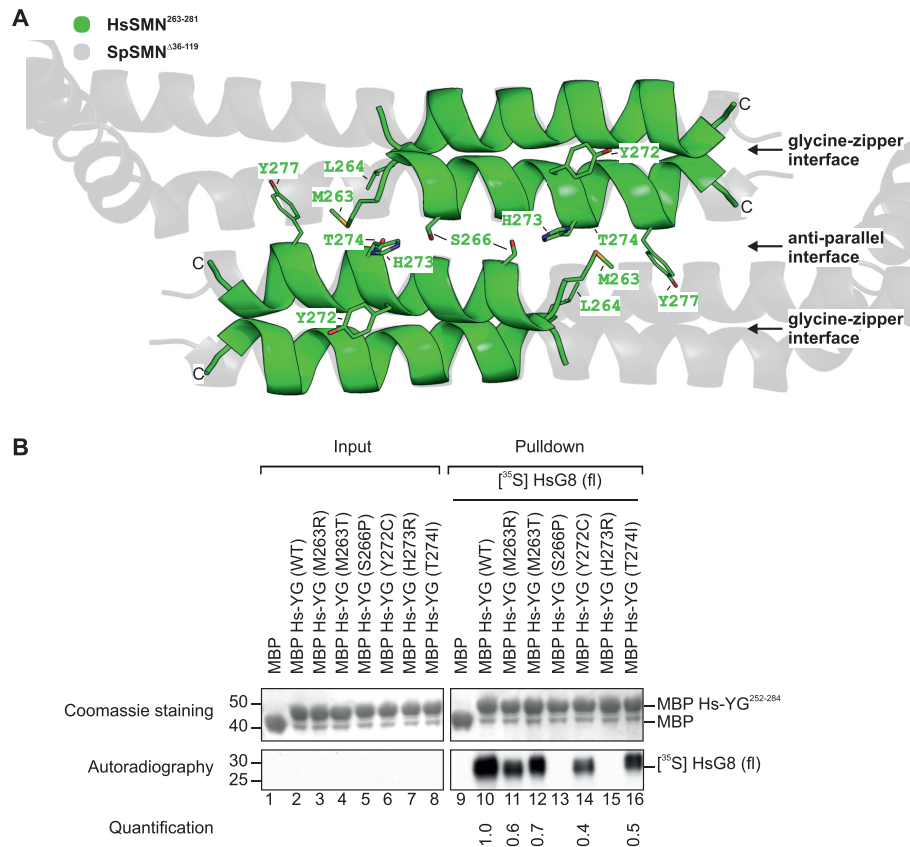 A
HsSMN263-281
SpSMNΔ36-119
C
glycine-zipper
interface
Y272
L264
Y277
M263
C
H273
S266
T274
T274
anti-parallel
interface
H273
M263
C
L264
Y277
Y272
glycine-zipper
interface
C
B
Input
Pulldown
[35S] HsG8 (fl)
MBP
MBP Hs-YG (WT)
MBP Hs-YG (M263R)
MBP Hs-YG (M263T)
MBP Hs-YG (S266P)
MBP Hs-YG (Y272C)
MBP Hs-YG (H273R)
MBP Hs-YG (T274I)
MBP
MBP Hs-YG (WT)
MBP Hs-YG (M263R)
MBP Hs-YG (M263T)
MBP Hs-YG (S266P)
MBP Hs-YG (Y272C)
MBP Hs-YG (H273R)
MBP Hs-YG (T274I)
Coomassie staining
50
40
MBP Hs-YG252-284
MBP
Autoradiography
30
25
[35S] HsG8 (fl)
1 2 3 4 5 6 7 8 9 10 11 12 13 14 15 16
Quantification
1.0 0.6 0.7 0.4 0.5